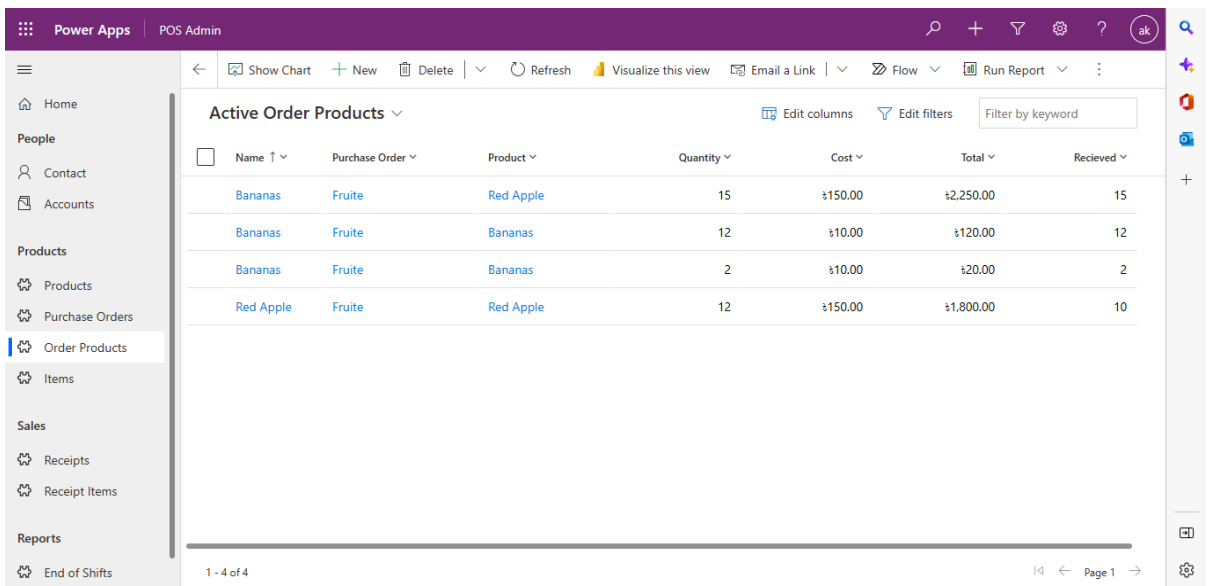 Power Apps POS Admin ? ak
Show Chart New Delete Refresh Visualize this view Email a Link Flow Run Report
Home
People
Contact
Accounts
Products
Products
Purchase Orders
Order Products
Items
Sales
Receipts
Receipt Items
Reports
End of Shifts
Active Order Products Edit columns Edit filters Filter by keyword
Name ↑ Purchase Order Product Quantity Cost Total Recieved
Bananas Fruite Red Apple 15 ৳150.00 ৳2,250.00 15
Bananas Fruite Bananas 12 ৳10.00 ৳120.00 12
Bananas Fruite Bananas 2 ৳10.00 ৳20.00 2
Red Apple Fruite Red Apple 12 ৳150.00 ৳1,800.00 10
1 - 4 of 4 Page 1